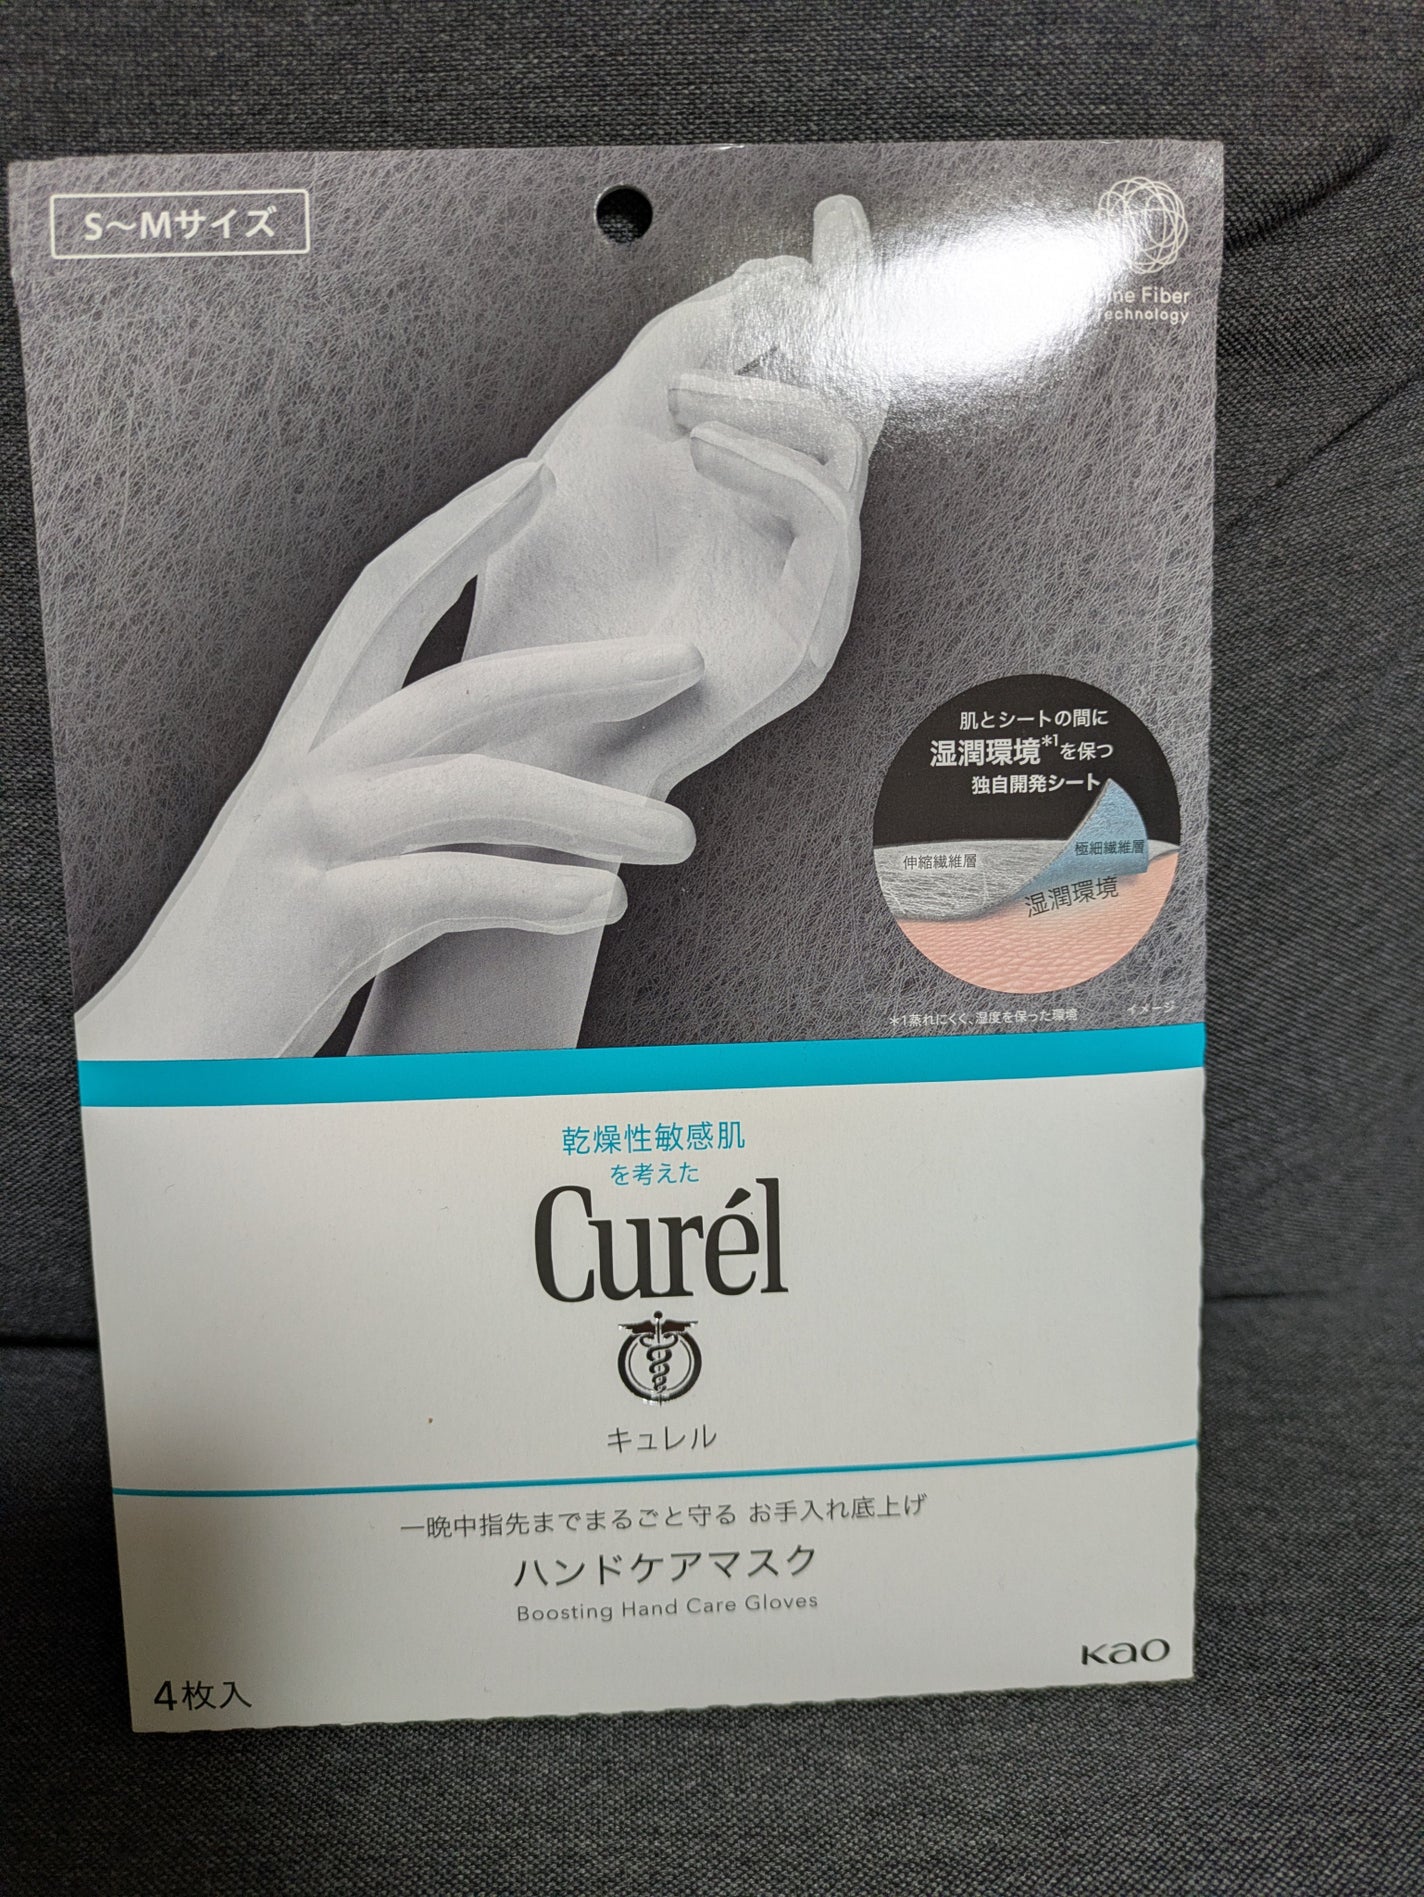 S～Mサイズ
Fine Fiber
Technology
肌とシートの間に
湿潤環境*1を保つ
独自開発シート
伸縮繊維層
極細繊維層
湿潤環境
*1蒸れにくく、湿度を保った環境
イメージ
乾燥性敏感肌
を考えた
Curél
キュレル
一晩中指先までまるごと守る お手入れ底上げ
ハンドケアマスク
Boosting Hand Care Gloves
Kao
4枚入